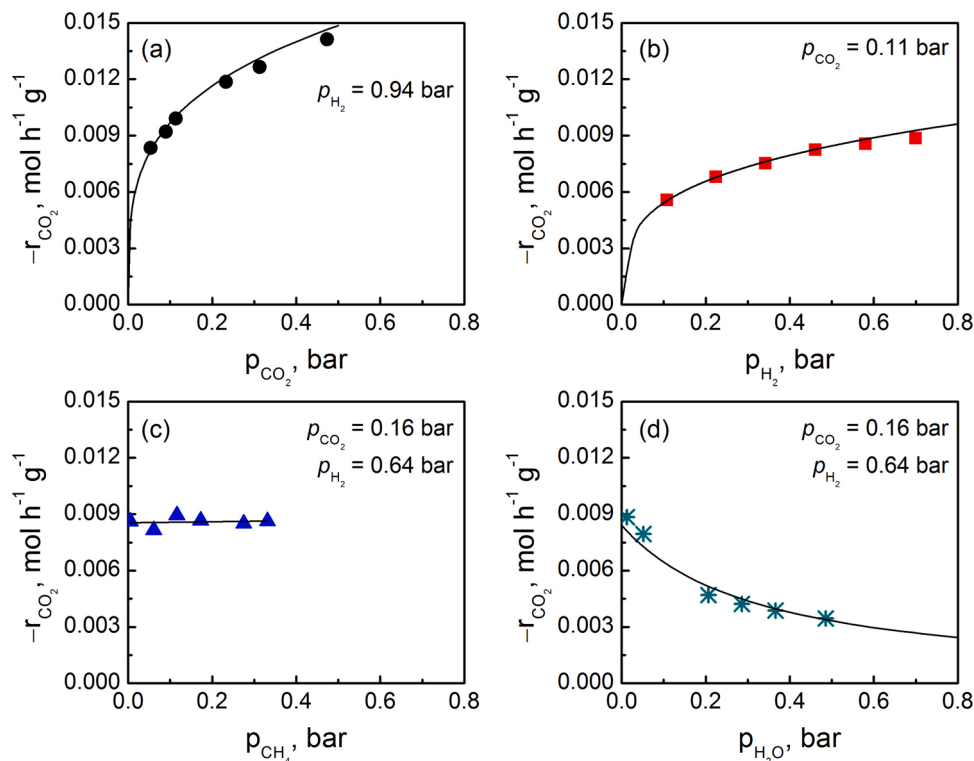 (a)
p_H2 = 0.94 bar
0.015
0.012
0.009
0.006
0.003
0.000
−r_CO2, mol h⁻¹ g⁻¹
0.0 0.2 0.4 0.6 0.8
p_CO2, bar
(b)
p_CO2 = 0.11 bar
0.015
0.012
0.009
0.006
0.003
0.000
−r_CO2, mol h⁻¹ g⁻¹
0.0 0.2 0.4 0.6 0.8
p_H2, bar
(c)
p_CO2 = 0.16 bar
p_H2 = 0.64 bar
0.015
0.012
0.009
0.006
0.003
0.000
−r_CO2, mol h⁻¹ g⁻¹
0.0 0.2 0.4 0.6 0.8
p_CH4, bar
(d)
p_CO2 = 0.16 bar
p_H2 = 0.64 bar
0.015
0.012
0.009
0.006
0.003
0.000
−r_CO2, mol h⁻¹ g⁻¹
0.0 0.2 0.4 0.6 0.8
p_H2O, bar